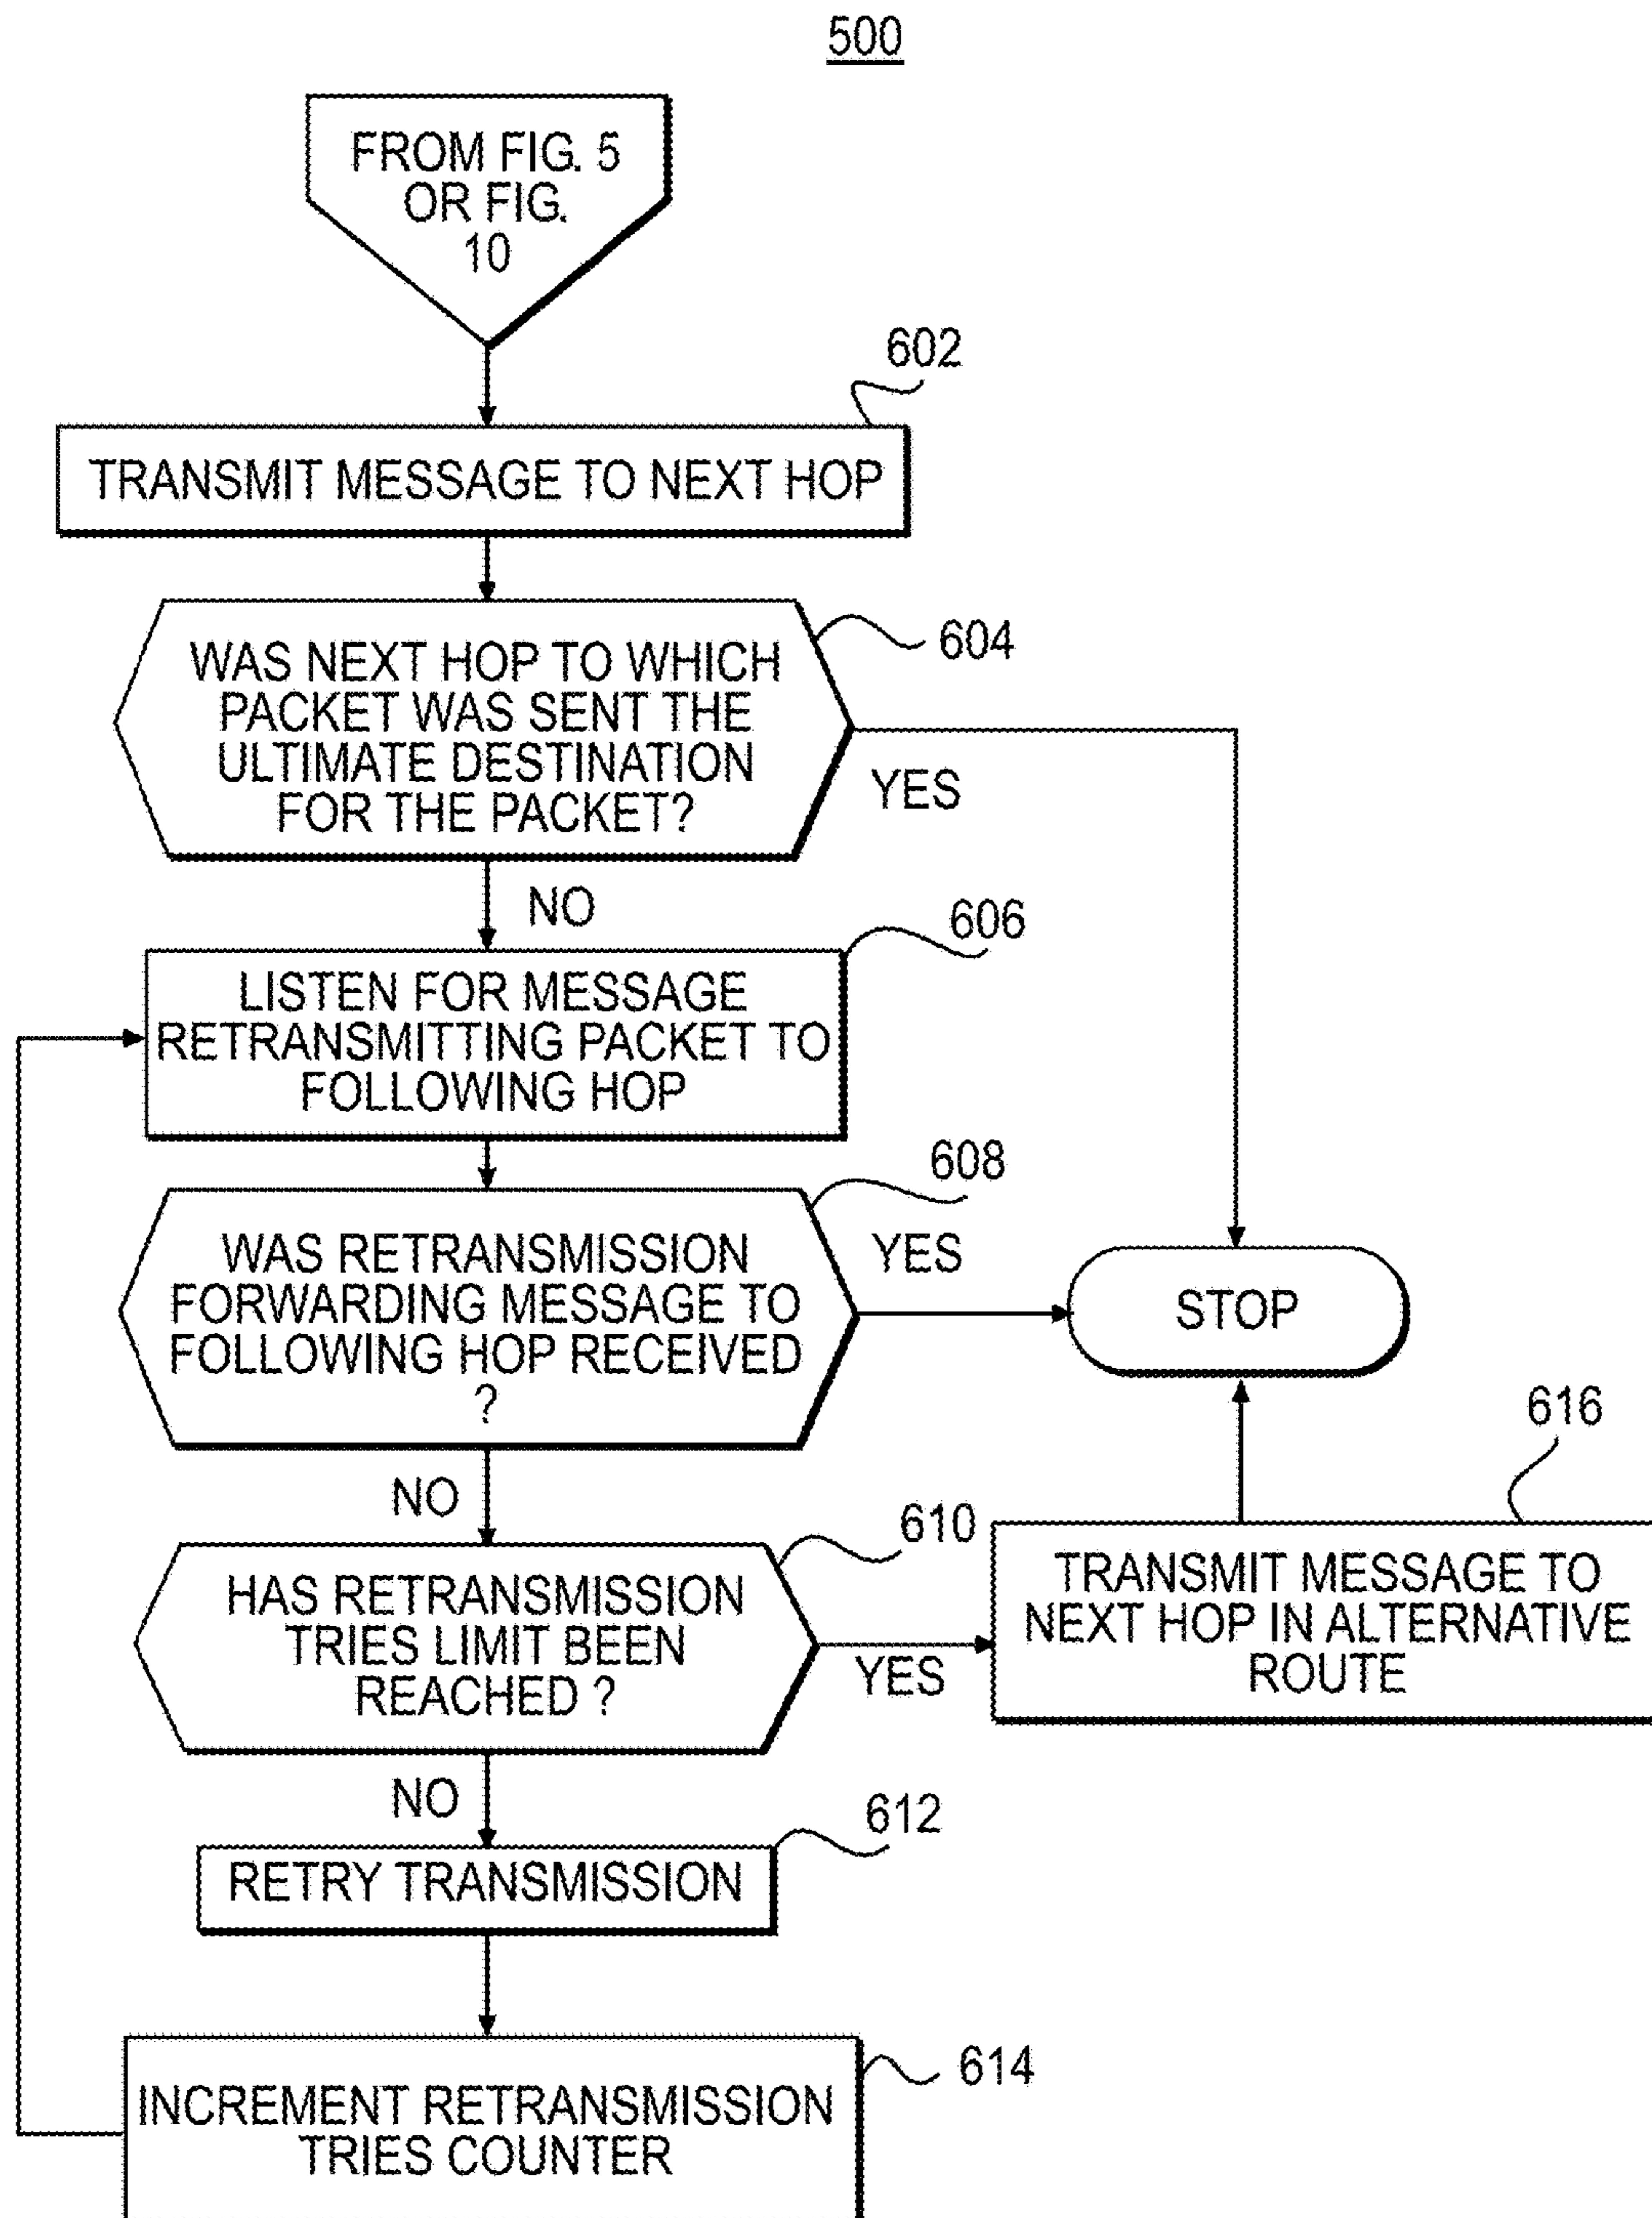 500
FROM FIG. 5
OR FIG.
10
602
TRANSMIT MESSAGE TO NEXT HOP
604
WAS NEXT HOP TO WHICH
PACKET WAS SENT THE
ULTIMATE DESTINATION
FOR THE PACKET?
YES
NO
606
LISTEN FOR MESSAGE
RETRANSMITTING PACKET TO
FOLLOWING HOP
608
WAS RETRANSMISSION
FORWARDING MESSAGE TO
FOLLOWING HOP RECEIVED
?
YES
STOP
NO
610
HAS RETRANSMISSION
TRIES LIMIT BEEN
REACHED ?
YES
616
TRANSMIT MESSAGE TO
NEXT HOP IN ALTERNATIVE
ROUTE
NO
612
RETRY TRANSMISSION
614
INCREMENT RETRANSMISSION
TRIES COUNTER